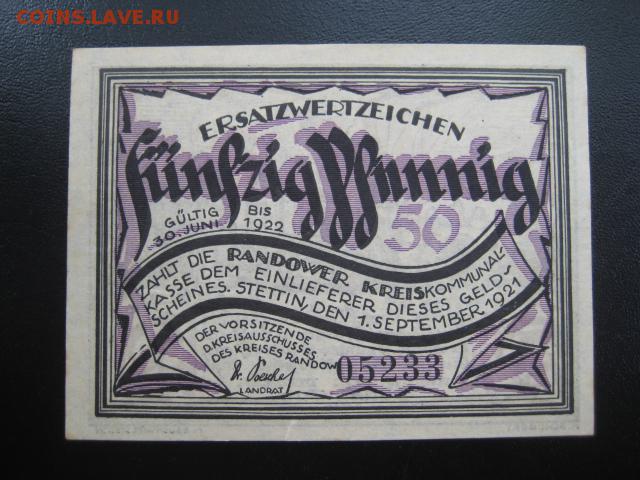 COINS.LAVE.RU
ERSATZWERTZEICHEN
Fünfzig Pfennig
50
GÜLTIG BIS
30. JUNI 1922
ZAHLT DIE RANDOWER KREISKOMMUNAL-
KASSE DEM EINLIEFERER DIESES GELD-
SCHEINES. STETTIN, DEN 1. SEPTEMBER 1921
DER VORSITZENDE
D. KREISAUSSCHUSSES
DES KREISES RANDOW
LANDRAT
05233